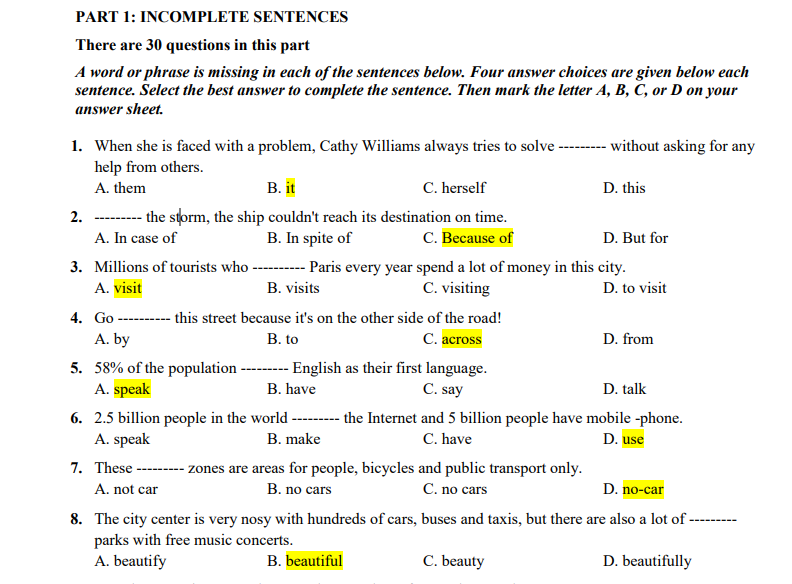 PART 1: INCOMPLETE SENTENCES
There are 30 questions in this part
A word or phrase is missing in each of the sentences below. Four answer choices are given below each
sentence. Select the best answer to complete the sentence. Then mark the letter A, B, C, or D on your
answer sheet.
1. When she is faced with a problem, Cathy Williams always tries to solve --------- without asking for any
help from others.
A. them B. it C. herself D. this
2. --------- the storm, the ship couldn't reach its destination on time.
A. In case of B. In spite of C. Because of D. But for
3. Millions of tourists who ---------- Paris every year spend a lot of money in this city.
A. visit B. visits C. visiting D. to visit
4. Go ---------- this street because it's on the other side of the road!
A. by B. to C. across D. from
5. 58% of the population --------- English as their first language.
A. speak B. have C. say D. talk
6. 2.5 billion people in the world --------- the Internet and 5 billion people have mobile -phone.
A. speak B. make C. have D. use
7. These --------- zones are areas for people, bicycles and public transport only.
A. not car B. no cars C. no cars D. no-car
8. The city center is very nosy with hundreds of cars, buses and taxis, but there are also a lot of ---------
parks with free music concerts.
A. beautify B. beautiful C. beauty D. beautifully